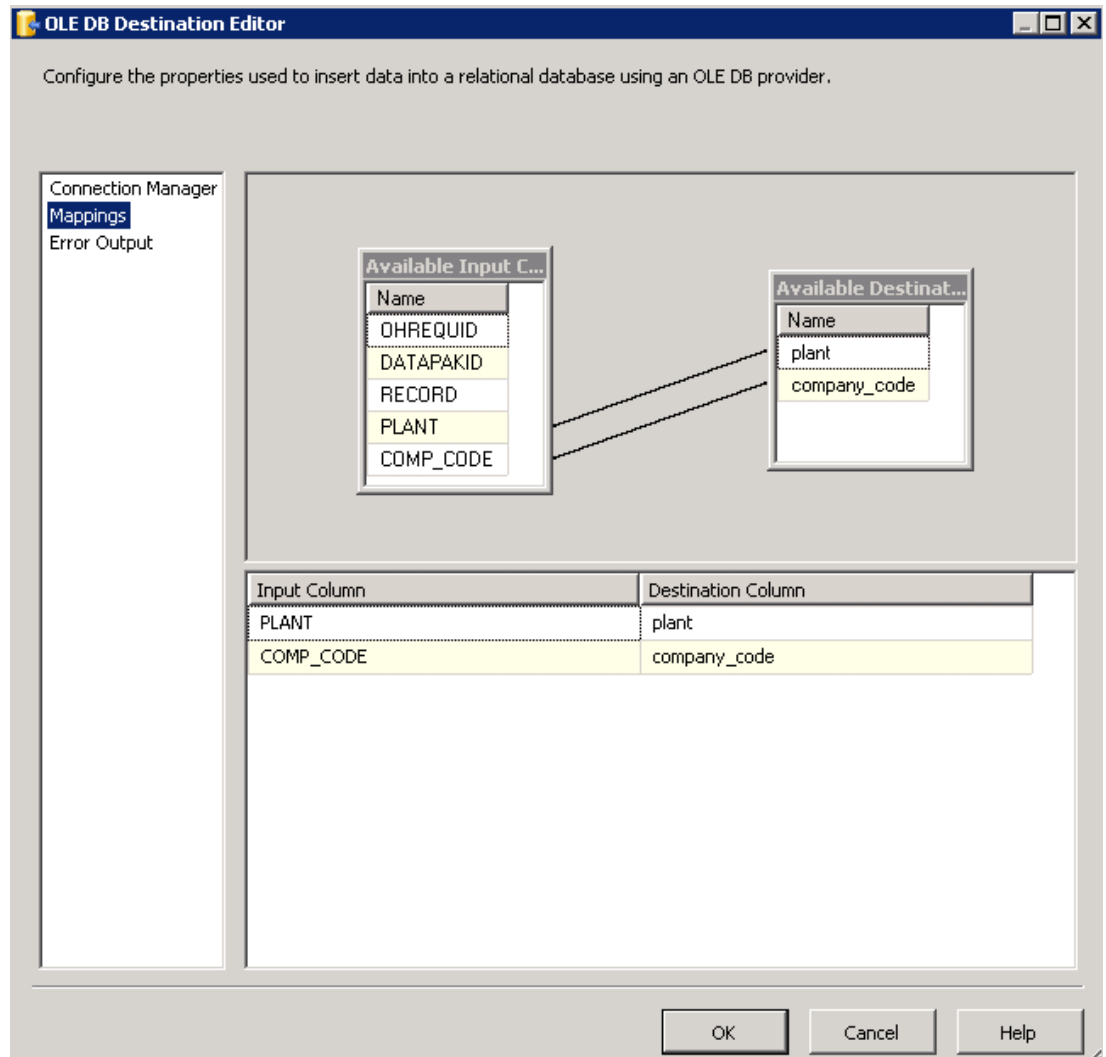 OLE DB Destination Editor
Configure the properties used to insert data into a relational database using an OLE DB provider.
Connection Manager
Mappings
Error Output
Available Input C...
Name
OHREQUID
DATAPAKID
RECORD
PLANT
COMP_CODE
Available Destinat...
Name
plant
company_code
Input Column Destination Column
PLANT plant
COMP_CODE company_code
OK Cancel Help